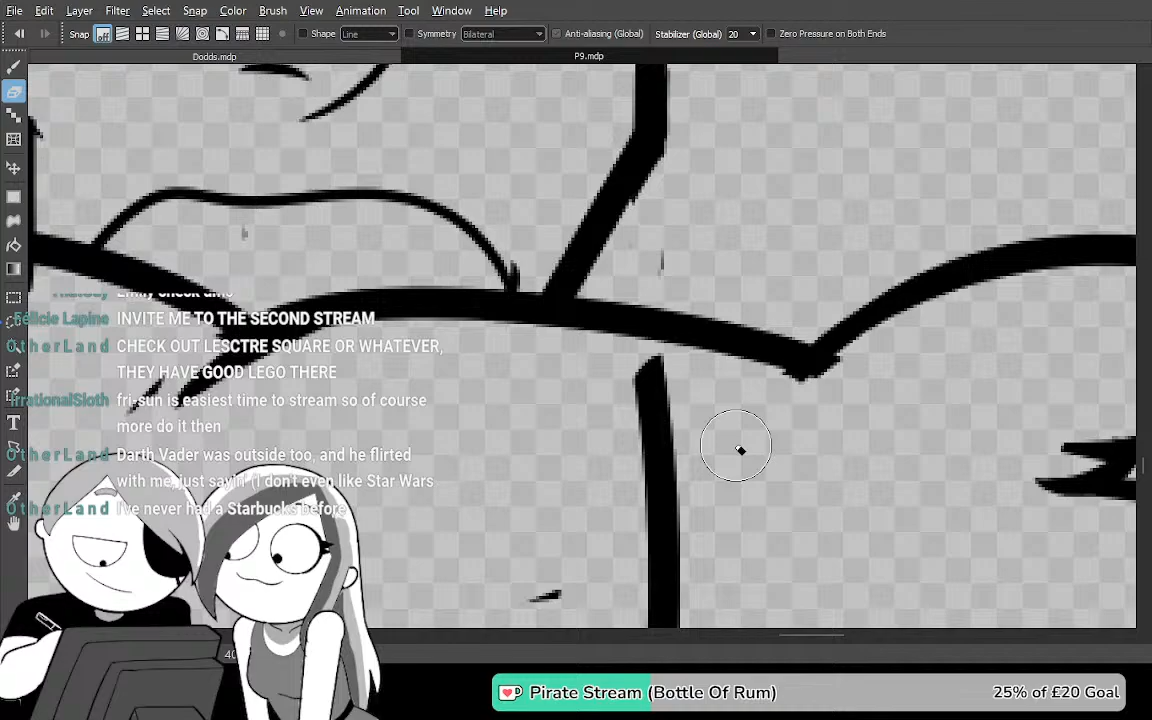 File Edit Layer Filter Select Snap Color Brush View Animation Tool Window Help
Snap off Shape Line Symmetry Bilateral Anti-aliasing (Global) Stabilizer (Global) 20 Zero Pressure on Both Ends
Dodds.mdp P9.mdp
Félicie Lapine INVITE ME TO THE SECOND STREAM
OtherLand CHECK OUT LESCTRE SQUARE OR WHATEVER,
THEY HAVE GOOD LEGO THERE
IrrationalSloth fri-sun is easiest time to stream so of course
more do it then
OtherLand Darth Vader was outside too, and he flirted
with me, just sayin' (I don't even like Star Wars
OtherLand I've never had a Starbucks before
40
Pirate Stream (Bottle Of Rum) 25% of £20 Goal